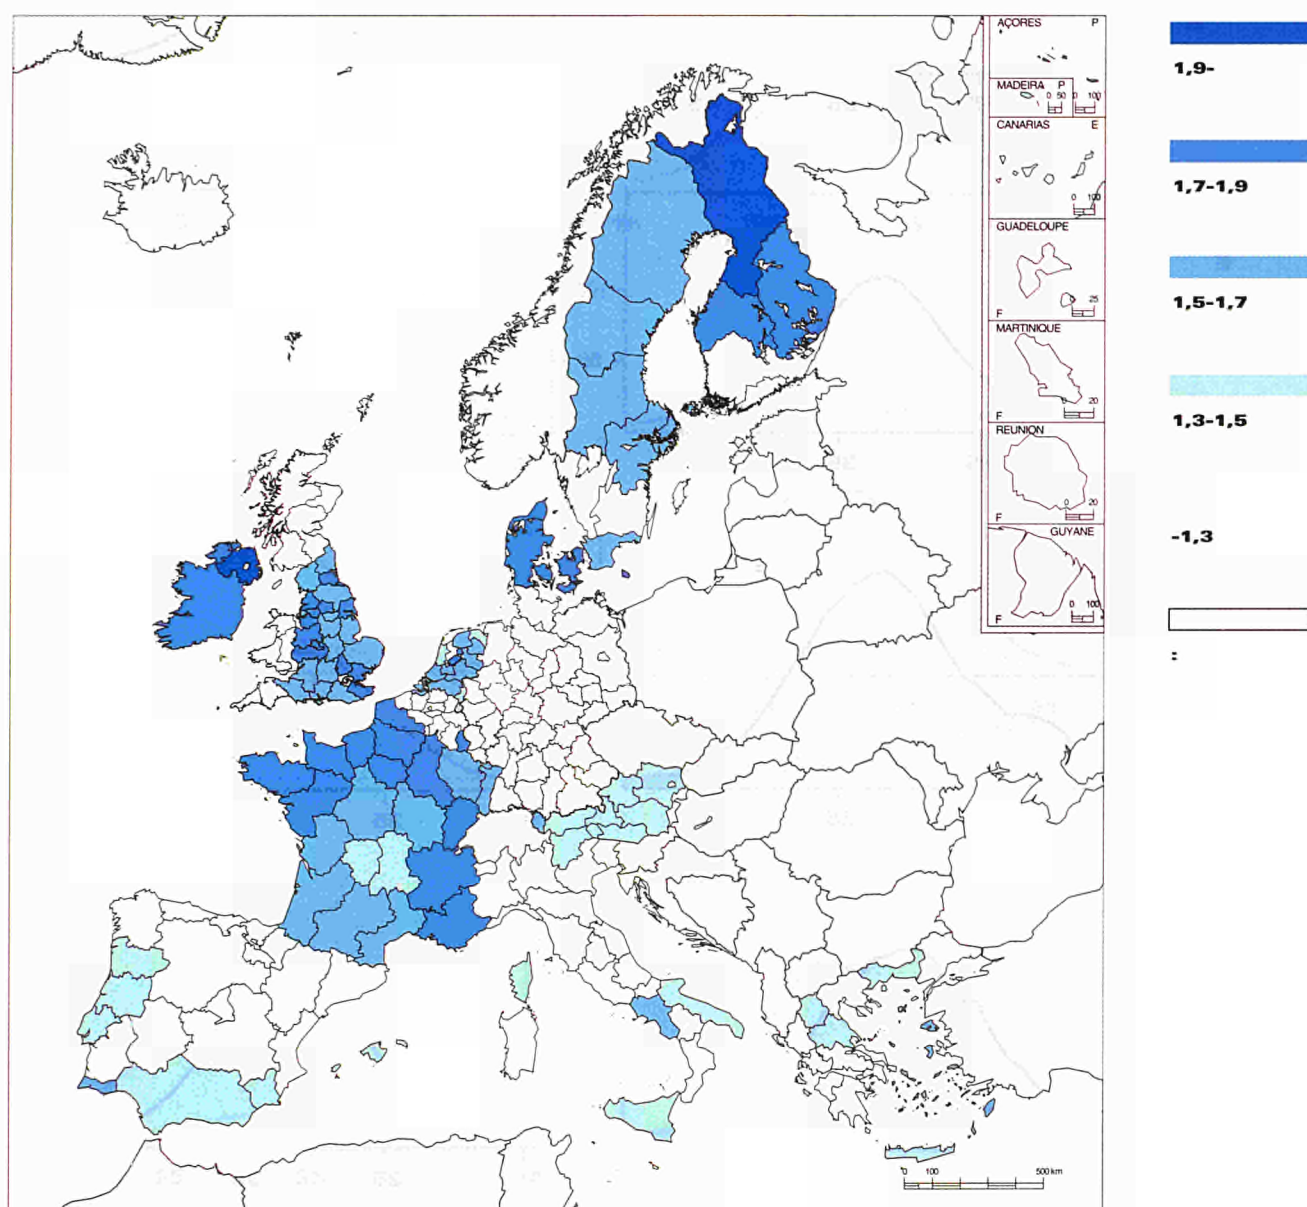 AÇORES P
MADEIRA P
0 50 0 100
CANARIAS E
0 100
GUADELOUPE
F 25
MARTINIQUE
F 20
REUNION
0 20
F
GUYANE
0 100
F
1,9-
1,7-1,9
1,5-1,7
1,3-1,5
-1,3
:
0 100 500 km